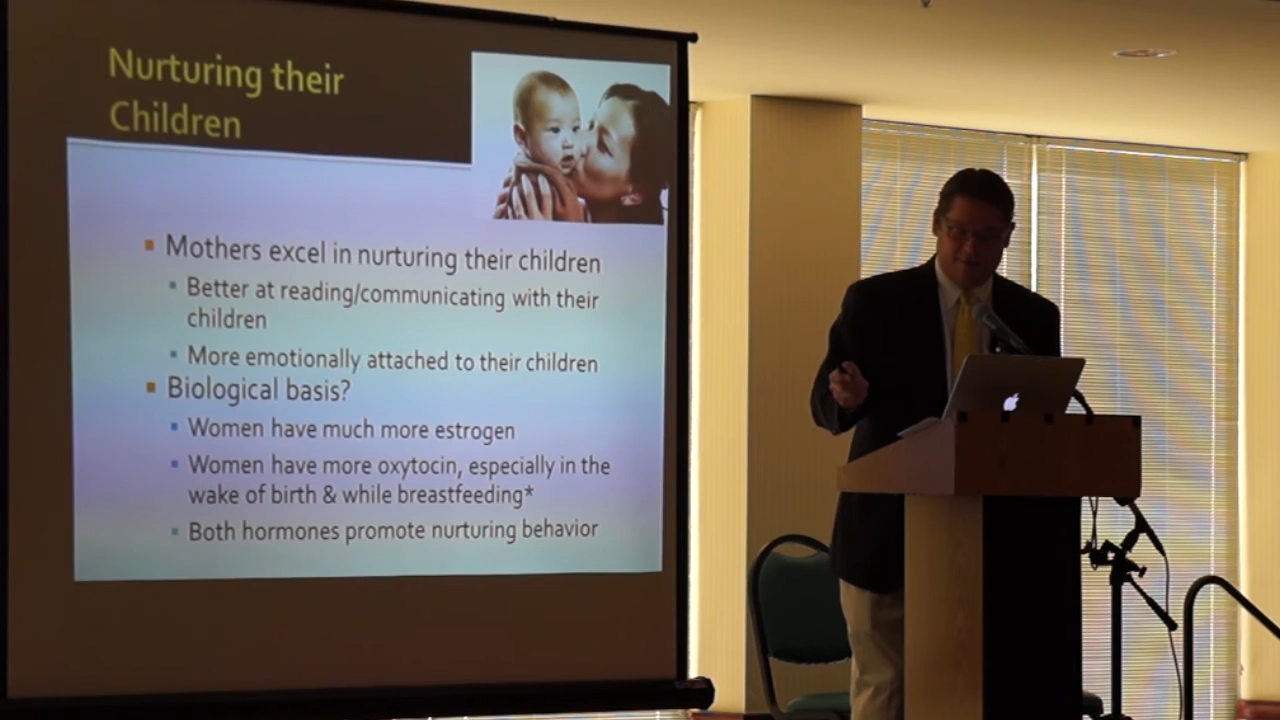 Nurturing their
Children
Mothers excel in nurturing their children
Better at reading/communicating with their
children
More emotionally attached to their children
Biological basis?
Women have much more estrogen
Women have more oxytocin, especially in the
wake of birth & while breastfeeding*
Both hormones promote nurturing behavior